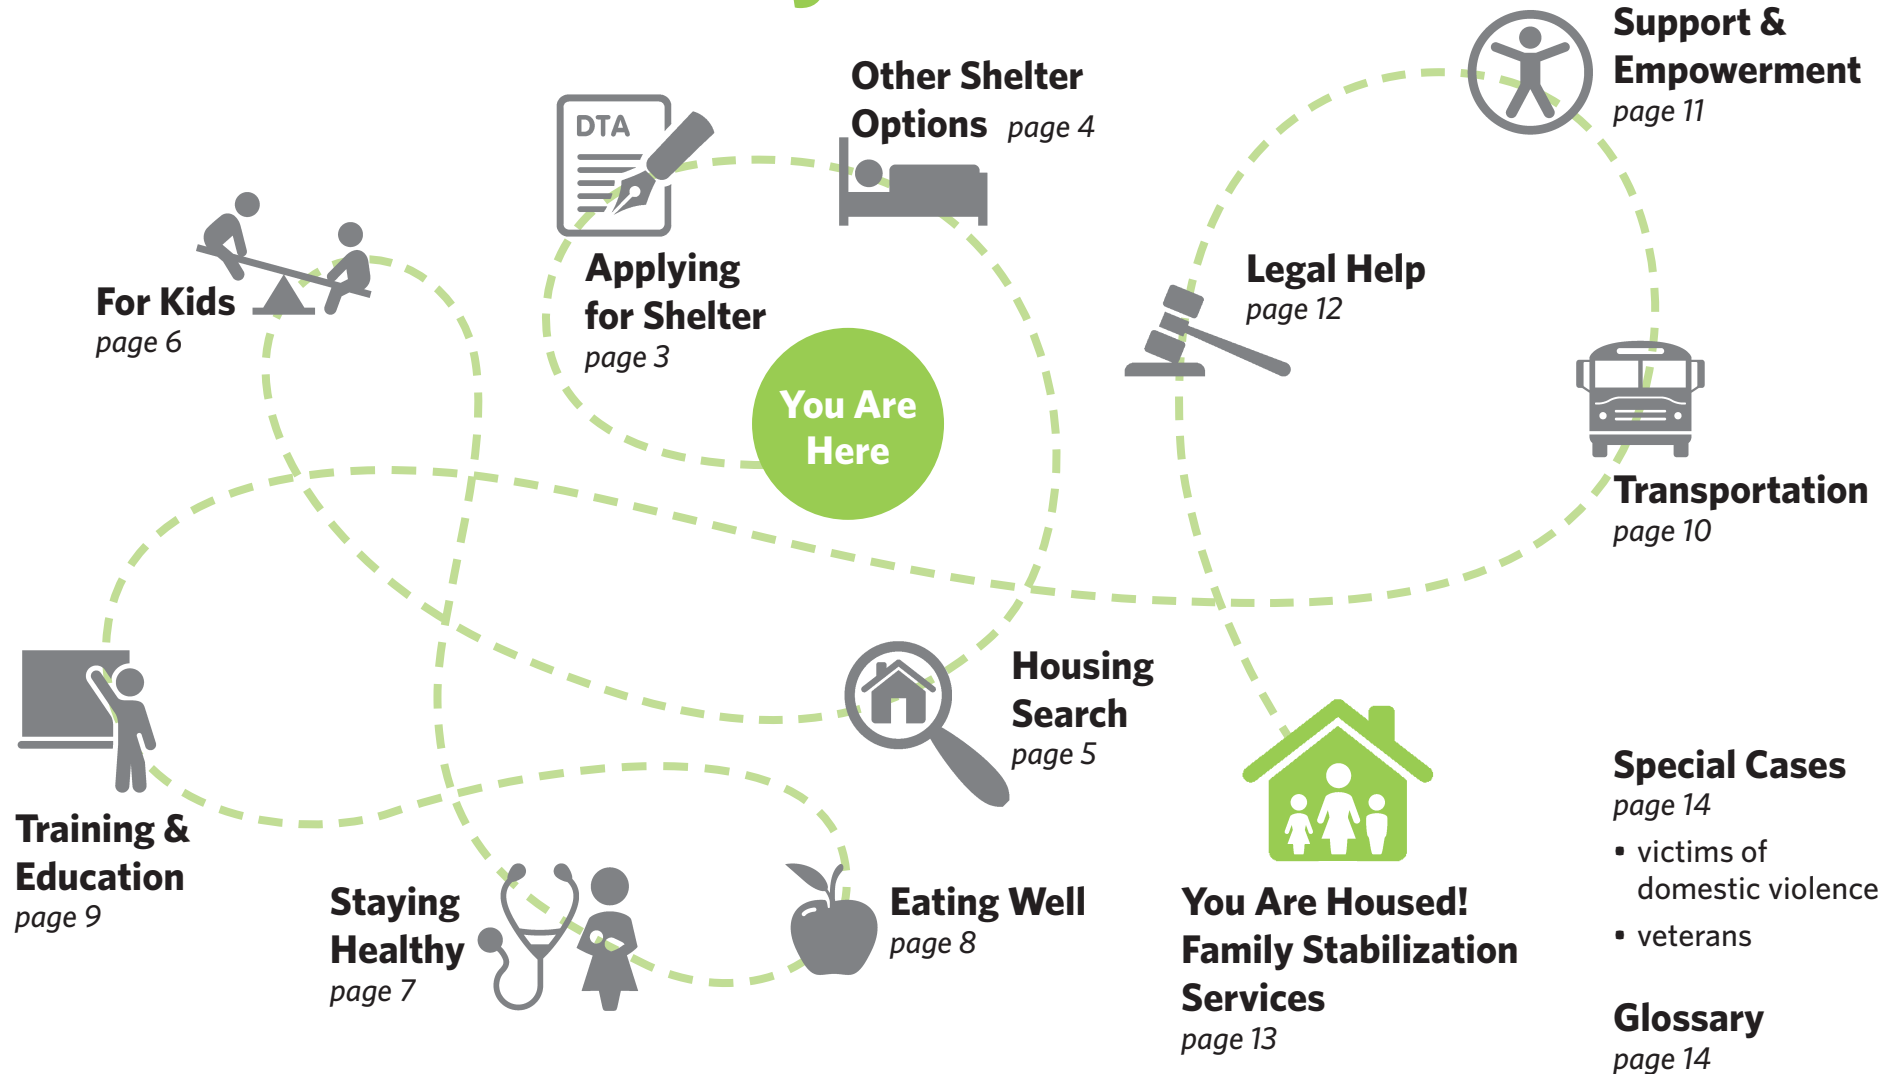 Support &
Empowerment
page 11
Other Shelter
Options page 4
DTA
Applying
for Shelter
page 3
For Kids
page 6
You Are
Here
Legal Help
page 12
Transportation
page 10
Housing
Search
page 5
Training &
Education
page 9
Staying
Healthy
page 7
Eating Well
page 8
You Are Housed!
Family Stabilization
Services
page 13
Special Cases
page 14
▪ victims of
domestic violence
▪ veterans
Glossary
page 14